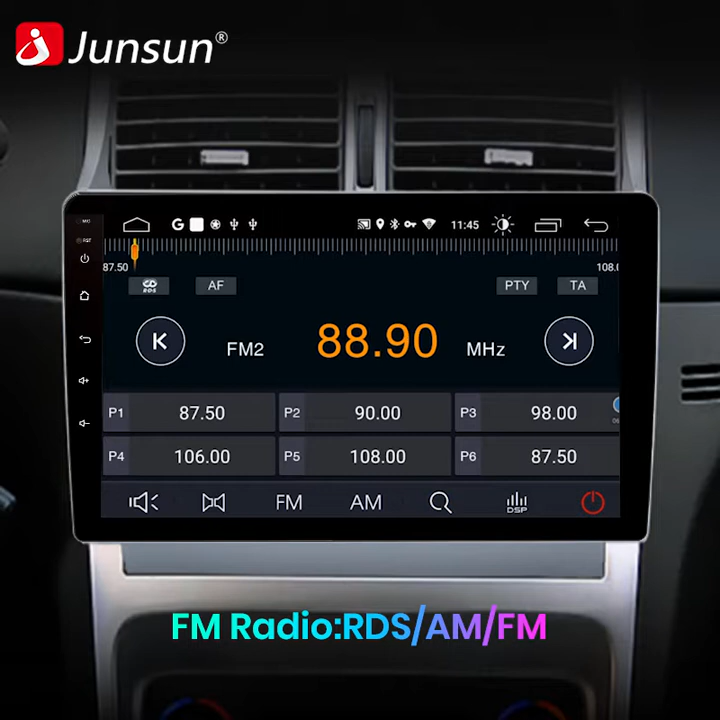 Junsun®
MIC
RST
G 11:45
87.50 108.0
RDS AF PTY TA
FM2 88.90 MHz
P1 87.50 P2 90.00 P3 98.00
P4 106.00 P5 108.00 P6 87.50
FM AM DSP
FM Radio:RDS/AM/FM